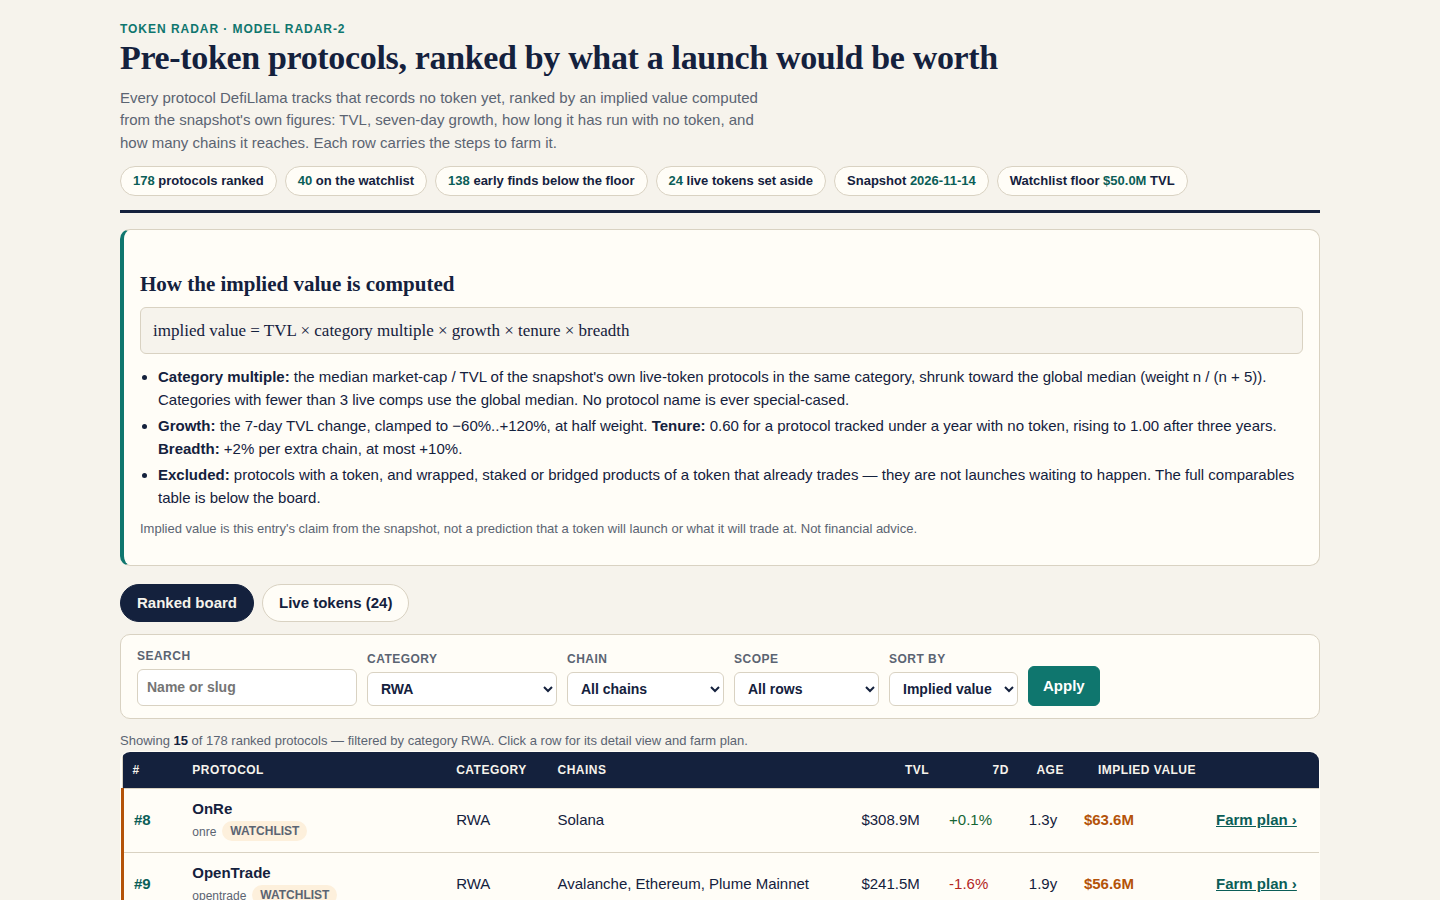 TOKEN RADAR · MODEL RADAR-2
Pre-token protocols, ranked by what a launch would be worth
Every protocol DefiLlama tracks that records no token yet, ranked by an implied value computed
from the snapshot's own figures: TVL, seven-day growth, how long it has run with no token, and
how many chains it reaches. Each row carries the steps to farm it.
178 protocols ranked
40 on the watchlist
138 early finds below the floor
24 live tokens set aside
Snapshot 2026-11-14
Watchlist floor $50.0M TVL
How the implied value is computed
implied value = TVL × category multiple × growth × tenure × breadth
Category multiple: the median market-cap / TVL of the snapshot's own live-token protocols in the same category, shrunk toward the global median (weight n / (n + 5)).
Categories with fewer than 3 live comps use the global median. No protocol name is ever special-cased.
Growth: the 7-day TVL change, clamped to −60%..+120%, at half weight. Tenure: 0.60 for a protocol tracked under a year with no token, rising to 1.00 after three years.
Breadth: +2% per extra chain, at most +10%.
Excluded: protocols with a token, and wrapped, staked or bridged products of a token that already trades — they are not launches waiting to happen. The full comparables
table is below the board.
Implied value is this entry's claim from the snapshot, not a prediction that a token will launch or what it will trade at. Not financial advice.
Ranked board
Live tokens (24)
SEARCH
CATEGORY
CHAIN
SCOPE
SORT BY
Name or slug
RWA
All chains
All rows
Implied value
Apply
Showing 15 of 178 ranked protocols — filtered by category RWA. Click a row for its detail view and farm plan.
# PROTOCOL CATEGORY CHAINS TVL 7D AGE IMPLIED VALUE
#8 OnRe RWA Solana $308.9M +0.1% 1.3y $63.6M Farm plan ›
onre WATCHLIST
#9 OpenTrade RWA Avalanche, Ethereum, Plume Mainnet $241.5M -1.6% 1.9y $56.6M Farm plan ›
opentrade WATCHLIST